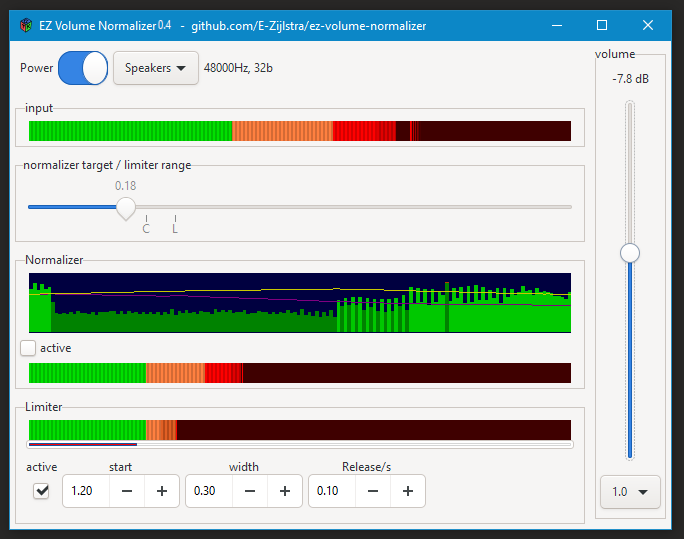 EZ Volume Normalizer 0.4 - github.com/E-Zijlstra/ez-volume-normalizer
Power Speakers 48000Hz, 32b
volume
-7.8 dB
input
normalizer target / limiter range
0.18
C L
Normalizer
active
Limiter
active start width Release/s
1.20 − + 0.30 − + 0.10 − +
1.0